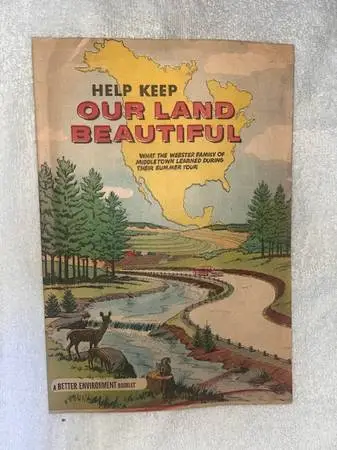 HELP KEEP
OUR LAND
BEAUTIFUL
WHAT THE WEBSTER FAMILY OF
MIDDLETOWN LEARNED DURING
THEIR SUMMER TOUR
A BETTER ENVIRONMENT BOOKLET